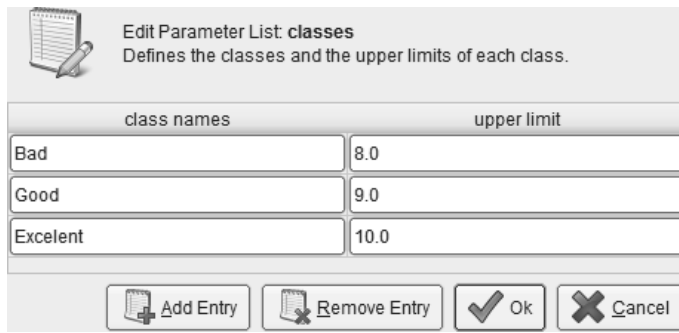 Edit Parameter List: classes
Defines the classes and the upper limits of each class.
class names upper limit
Bad 8.0
Good 9.0
Excelent 10.0
Add Entry Remove Entry Ok Cancel